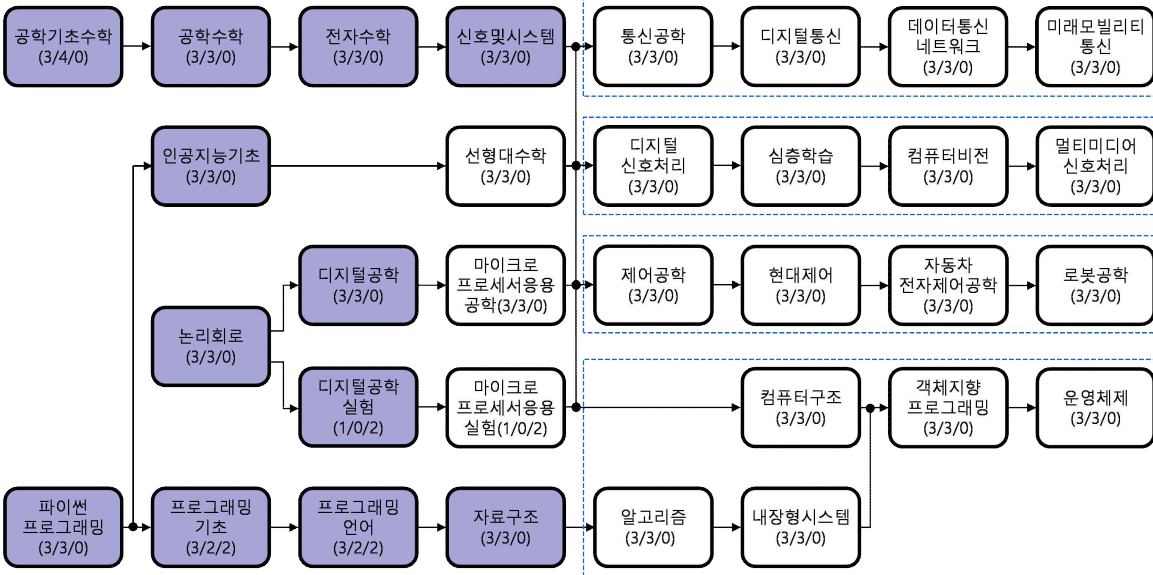 공학기초수학
(3/4/0)
공학수학
(3/3/0)
전자수학
(3/3/0)
신호및시스템
(3/3/0)
통신공학
(3/3/0)
디지털통신
(3/3/0)
데이터통신
네트워크
(3/3/0)
미래모빌리티
통신
(3/3/0)
인공지능기초
(3/3/0)
선형대수학
(3/3/0)
디지털
신호처리
(3/3/0)
심층학습
(3/3/0)
컴퓨터비전
(3/3/0)
멀티미디어
신호처리
(3/3/0)
논리회로
(3/3/0)
디지털공학
(3/3/0)
마이크로
프로세서응용
공학(3/3/0)
제어공학
(3/3/0)
현대제어
(3/3/0)
자동차
전자제어공학
(3/3/0)
로봇공학
(3/3/0)
디지털공학
실험
(1/0/2)
마이크로
프로세서응용
실험(1/0/2)
컴퓨터구조
(3/3/0)
객체지향
프로그래밍
(3/3/0)
운영체제
(3/3/0)
파이썬
프로그래밍
(3/3/0)
프로그래밍
기초
(3/2/2)
프로그래밍
언어
(3/2/2)
자료구조
(3/3/0)
알고리즘
(3/3/0)
내장형시스템
(3/3/0)